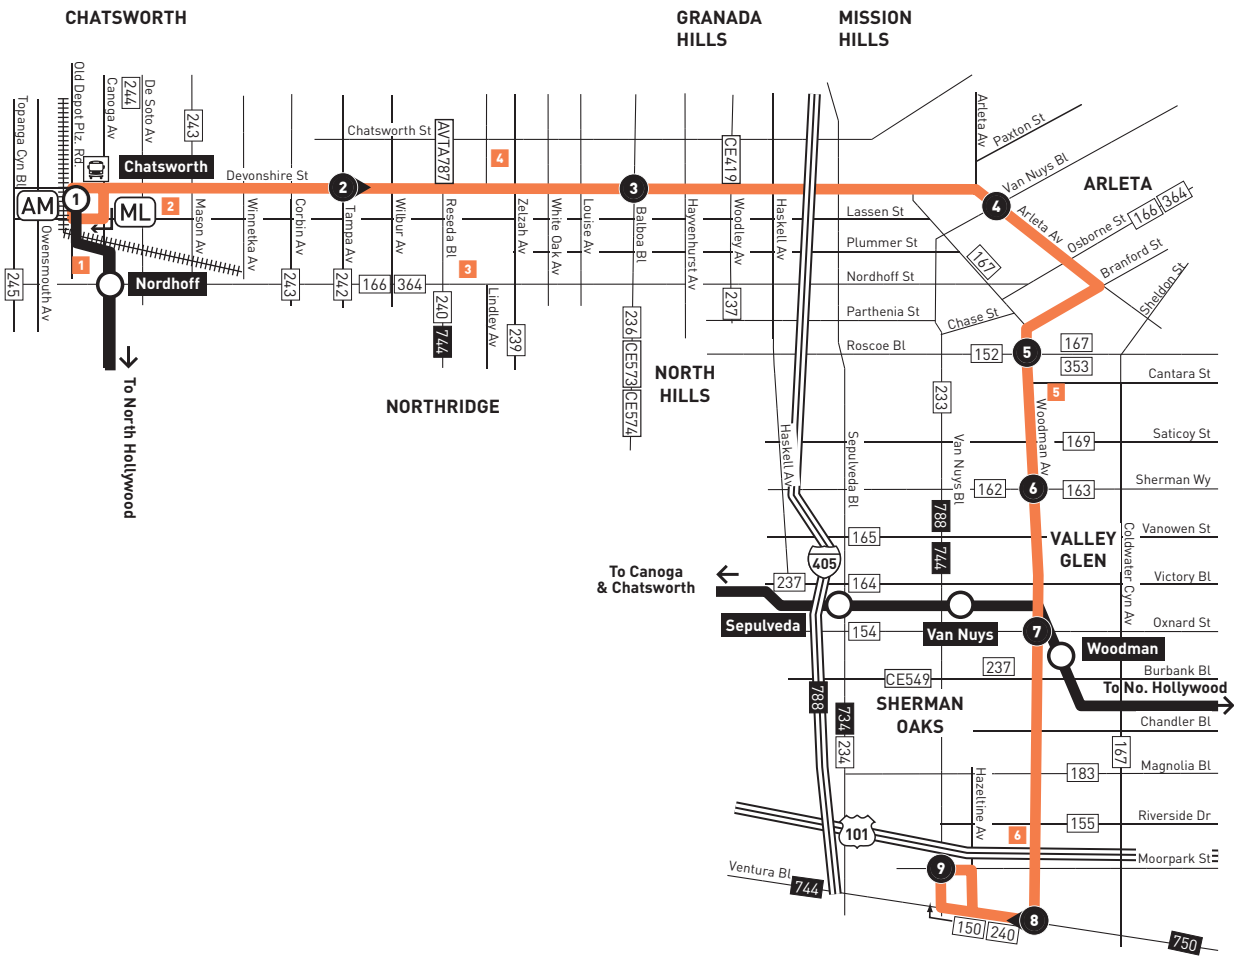 CHATSWORTH
GRANADA
HILLS
MISSION
HILLS
Topanga Cyn Bl
Old Depot Plz. Rd.
Canoga Av
244
De Soto Av
243
Chatsworth St
AVTA787
4
CE419
Arleta Av
Paxton St
Van Nuys Bl
ARLETA
Chatsworth
Devonshire St
AM
1
ML
2
2
3
4
Arleta Av
Osborne St
166
364
Branford St
Sheldon St
Owensmouth Av
Mason Av
Winnetka Av
Corbin Av
Tampa Av
Wilbur Av
Reseda Bl
Zelzah Av
White Oak Av
Louise Av
Balboa Bl
Hayvenhurst Av
Woodley Av
Haskell Av
Lassen St
Plummer St
167
Nordhoff St
1
Nordhoff
3
245
243
242
166
364
240
744
Lindley Av
239
236
CE573
CE574
237
Parthenia St
Chase St
Roscoe Bl
152
5
167
353
Cantara St
To North Hollywood
NORTHRIDGE
NORTH
HILLS
5
233
Woodman Av
Haskell Av
Sepulveda Bl
Van Nuys Bl
169
Saticoy St
162
6
163
Sherman Wy
788
744
165
VALLEY
GLEN
Coldwater Cyn Av
Vanowen St
405
To Canoga
& Chatsworth
237
164
Victory Bl
Sepulveda
154
Van Nuys
7
Oxnard St
Woodman
237
Burbank Bl
CE549
To No. Hollywood
788
734
234
SHERMAN
OAKS
Chandler Bl
167
Hazeltine Av
183
Magnolia Bl
101
6
155
Riverside Dr
Moorpark St
Ventura Bl
744
9
8
150
240
750